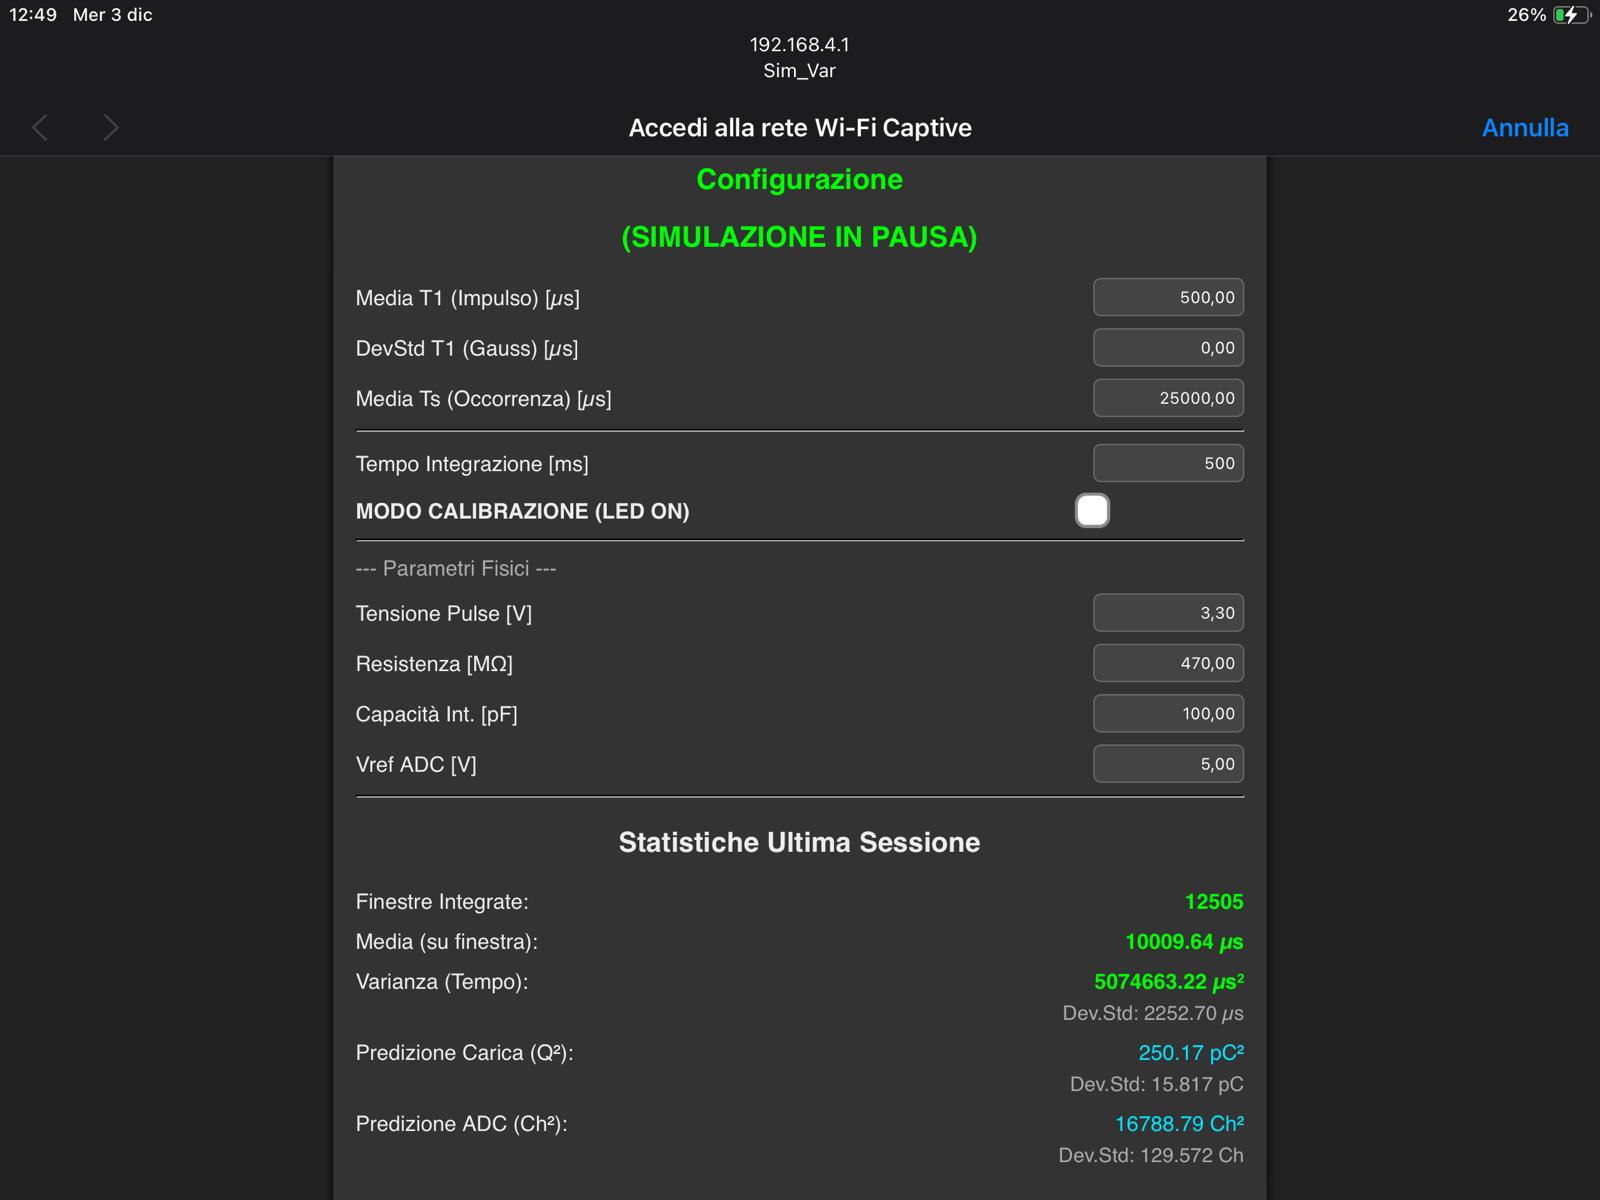 12:49 Mer 3 dic
26%
192.168.4.1
Sim_Var
Accedi alla rete Wi-Fi Captive
Annulla
Configurazione
(SIMULAZIONE IN PAUSA)
Media T1 (Impulso) [µs] 500,00
DevStd T1 (Gauss) [µs] 0,00
Media Ts (Occorrenza) [µs] 25000,00
Tempo Integrazione [ms] 500
MODO CALIBRAZIONE (LED ON)
--- Parametri Fisici ---
Tensione Pulse [V] 3,30
Resistenza [MΩ] 470,00
Capacità Int. [pF] 100,00
Vref ADC [V] 5,00
Statistiche Ultima Sessione
Finestre Integrate: 12505
Media (su finestra): 10009.64 µs
Varianza (Tempo): 5074663.22 µs²
Dev.Std: 2252.70 µs
Predizione Carica (Q²): 250.17 pC²
Dev.Std: 15.817 pC
Predizione ADC (Ch²): 16788.79 Ch²
Dev.Std: 129.572 Ch